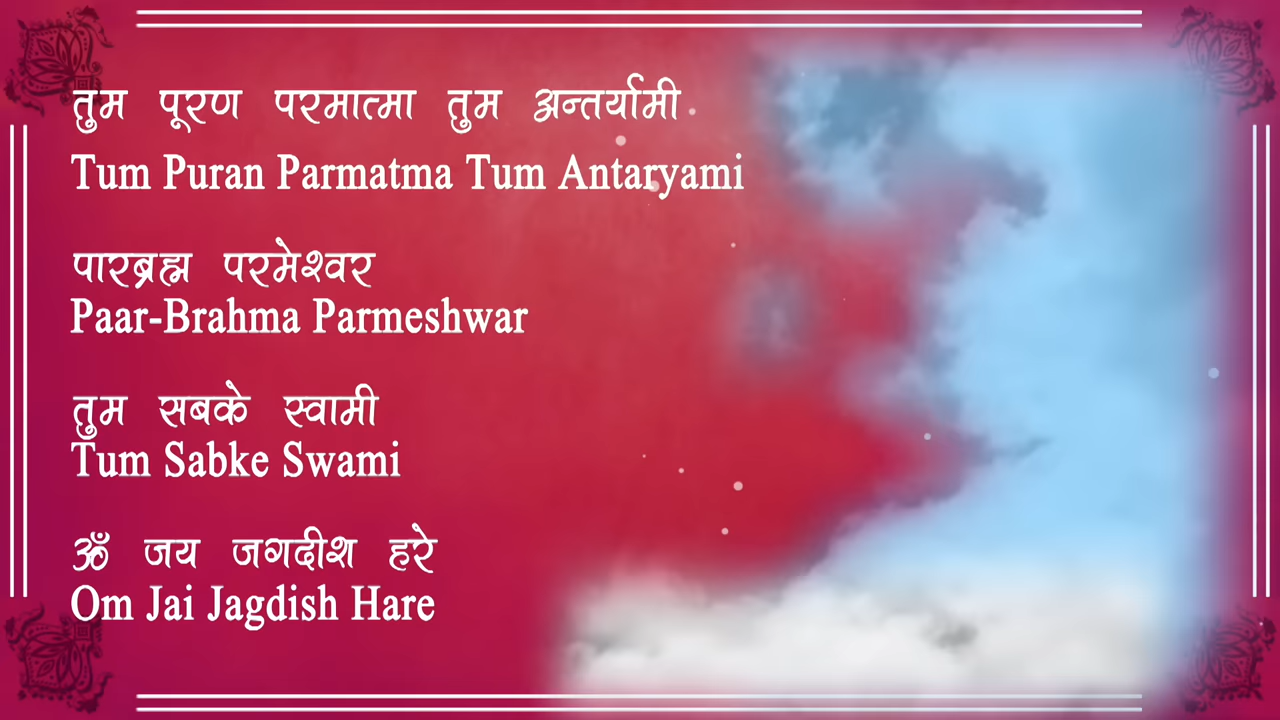 तुम पूरण परमात्मा तुम अन्तर्यामी
Tum Puran Parmatma Tum Antaryami
पारब्रह्म परमेश्वर
Paar-Brahma Parmeshwar
तुम सबके स्वामी
Tum Sabke Swami
ॐ जय जगदीश हरे
Om Jai Jagdish Hare